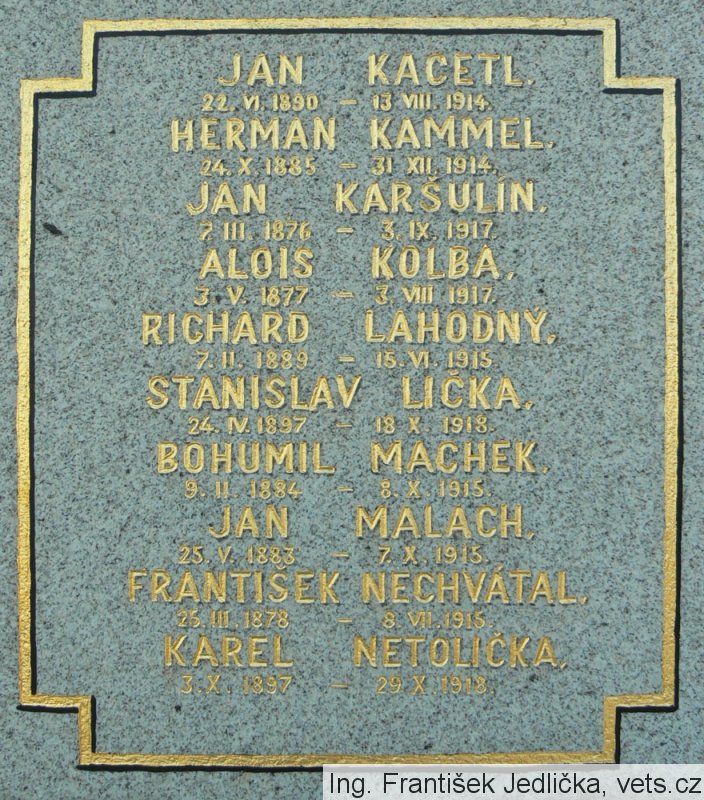 JAN KACETL.
22. VI. 1890 – 13 VIII. 1914.
HERMAN KAMMEL.
24. X. 1885 – 31 XII. 1914.
JAN KARŠULÍN.
7. III. 1876 – 3. IX. 1917.
ALOIS KOLBA.
3. V. 1877 – 3. VIII 1917.
RICHARD LAHODNÝ.
7. II. 1889 – 15. VI. 1915.
STANISLAV LIČKA.
24. IV. 1897 – 18 X. 1918.
BOHUMIL MACHEK.
9. II. 1884 – 8. X. 1915.
JAN MALACH.
25. V. 1883 – 7. X. 1915.
FRANTIŠEK NECHVÁTAL.
25. III. 1878 – 8. VII. 1915.
KAREL NETOLIČKA.
3. X. 1897 – 29 X. 1918.
Ing. František Jedlička, vets.cz